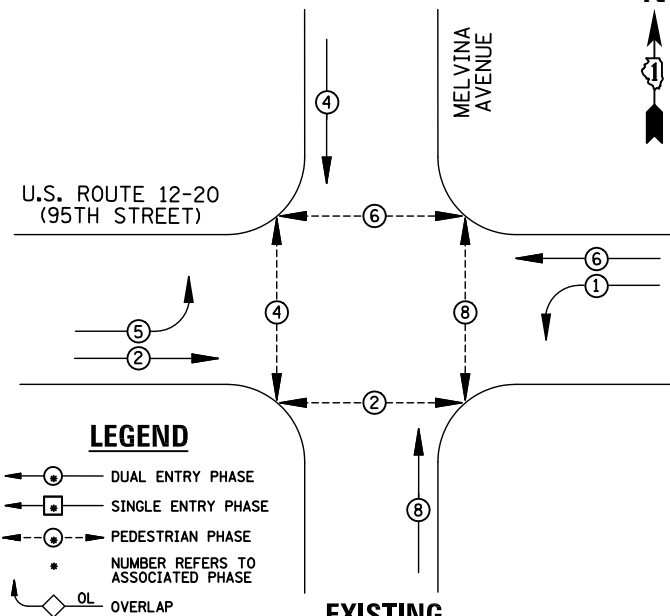 N
MELVINA
AVENUE
4
1
U.S. ROUTE 12-20
(95TH STREET)
6
6
1
4
8
5
2
2
LEGEND
* DUAL ENTRY PHASE
* SINGLE ENTRY PHASE
* PEDESTRIAN PHASE
* NUMBER REFERS TO
ASSOCIATED PHASE
8
OL OVERLAP
EXISTING